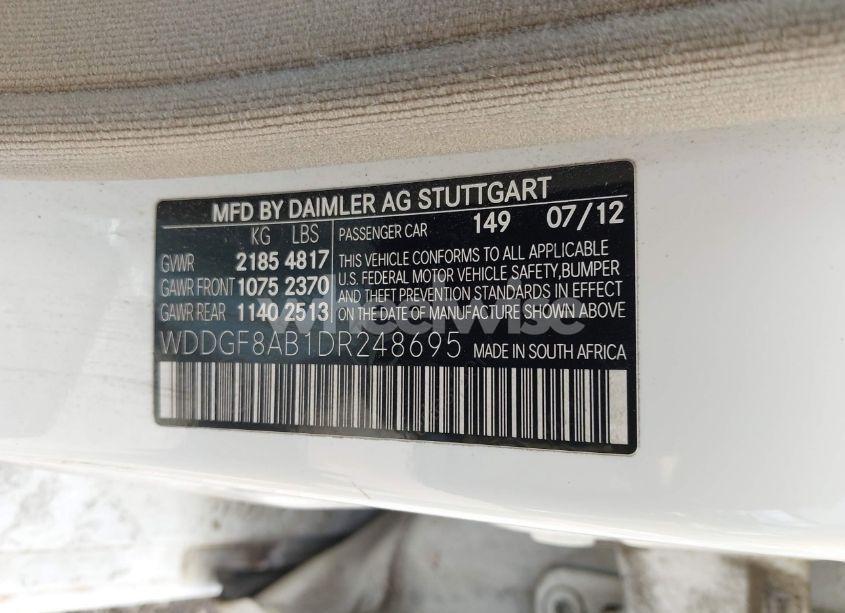 MFD BY DAIMLER AG STUTTGART
KG LBS PASSENGER CAR 149 07/12
GVWR 2185 4817
GAWR FRONT 1075 2370
GAWR REAR 1140 2513
THIS VEHICLE CONFORMS TO ALL APPLICABLE
U.S. FEDERAL MOTOR VEHICLE SAFETY,BUMPER
AND THEFT PREVENTION STANDARDS IN EFFECT
ON THE DATE OF MANUFACTURE SHOWN ABOVE
wheelwise
WDDGF8AB1DR248695 MADE IN SOUTH AFRICA